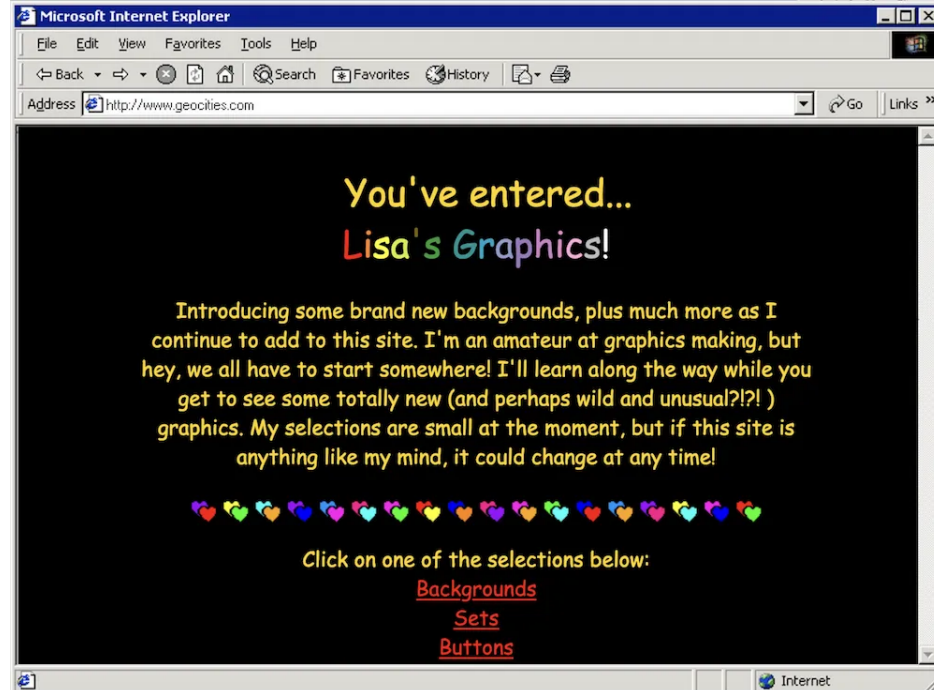 Microsoft Internet Explorer
File Edit View Favorites Tools Help
Back Search Favorites History
Address http://www.geocities.com Go Links »
You've entered...
Lisa's Graphics!
Introducing some brand new backgrounds, plus much more as I
continue to add to this site. I'm an amateur at graphics making, but
hey, we all have to start somewhere! I'll learn along the way while you
get to see some totally new (and perhaps wild and unusual?!?! )
graphics. My selections are small at the moment, but if this site is
anything like my mind, it could change at any time!
Click on one of the selections below:
Backgrounds
Sets
Buttons
Internet